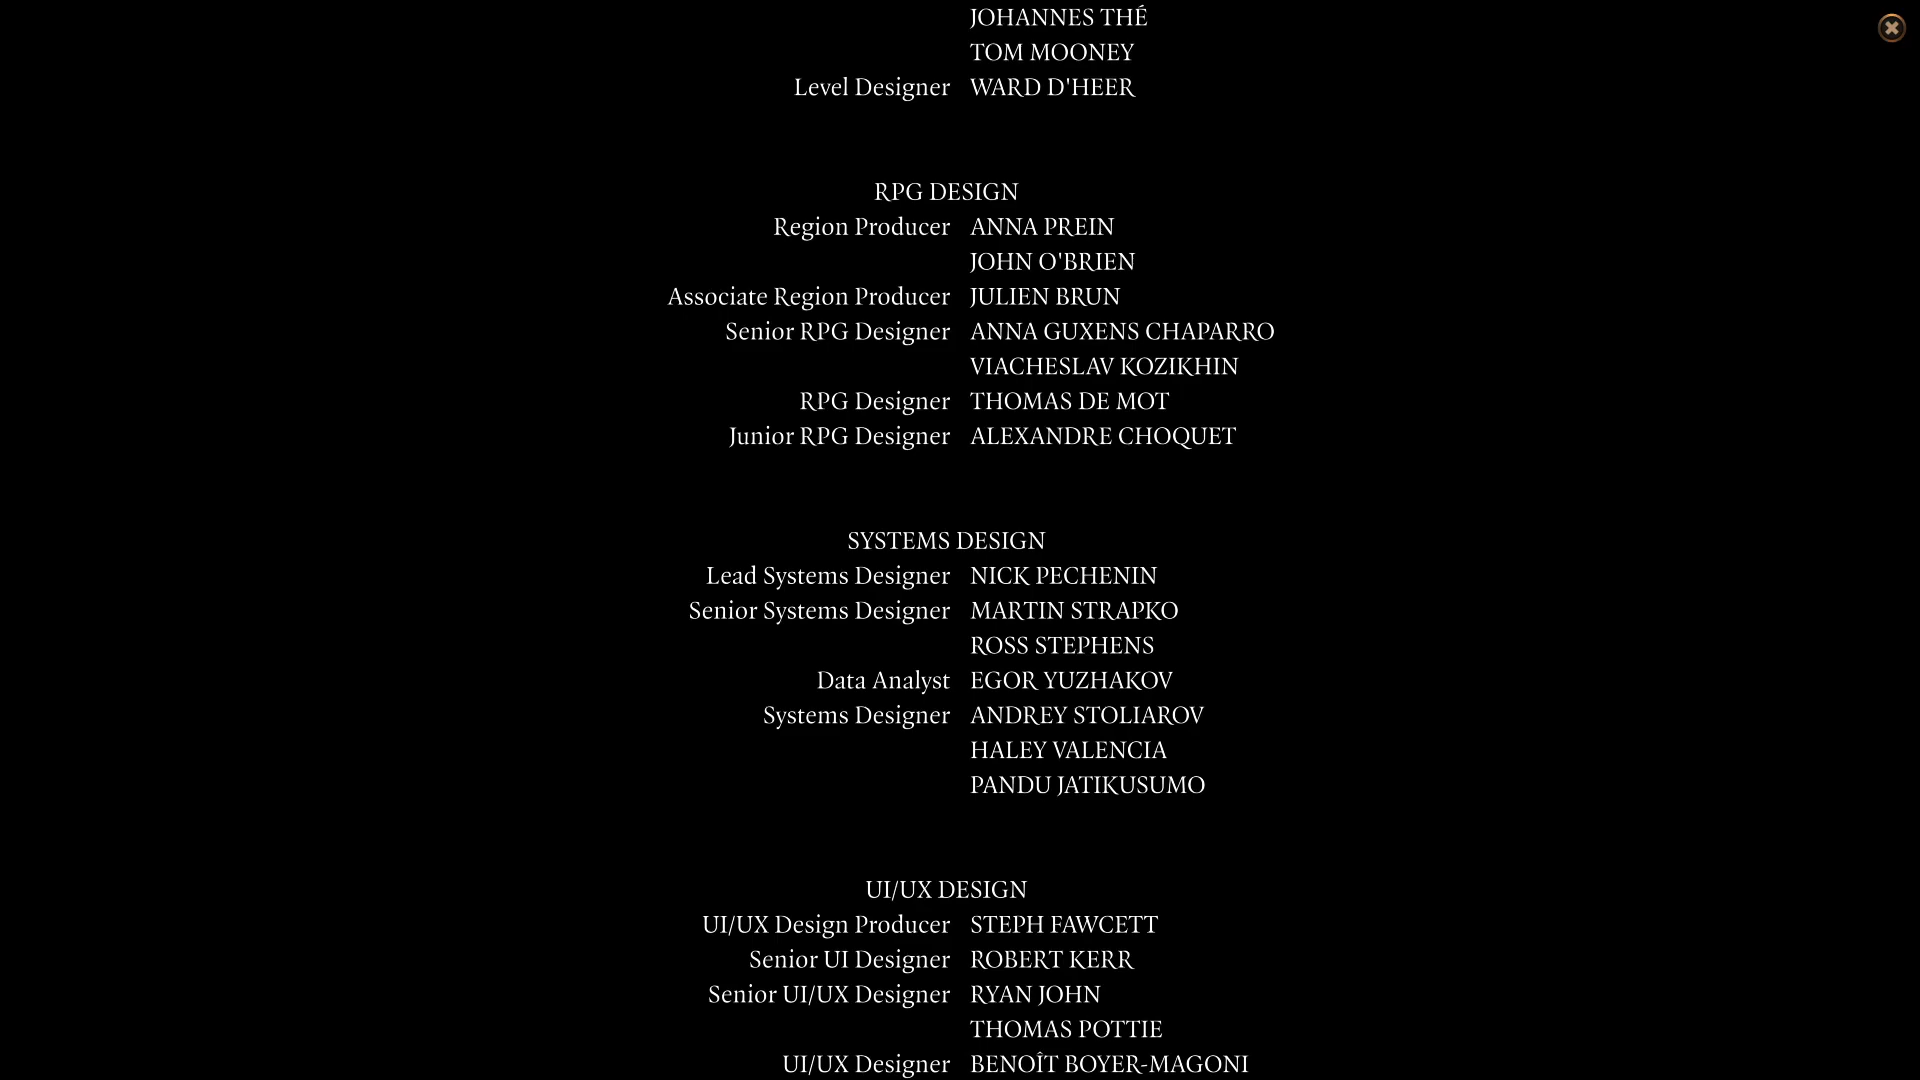 JOHANNES THÉ
TOM MOONEY
Level Designer WARD D'HEER
RPG DESIGN
Region Producer ANNA PREIN
JOHN O'BRIEN
Associate Region Producer JULIEN BRUN
Senior RPG Designer ANNA GUXENS CHAPARRO
VIACHESLAV KOZIKHIN
RPG Designer THOMAS DE MOT
Junior RPG Designer ALEXANDRE CHOQUET
SYSTEMS DESIGN
Lead Systems Designer NICK PECHENIN
Senior Systems Designer MARTIN STRAPKO
ROSS STEPHENS
Data Analyst EGOR YUZHAKOV
Systems Designer ANDREY STOLIAROV
HALEY VALENCIA
PANDU JATIKUSUMO
UI/UX DESIGN
UI/UX Design Producer STEPH FAWCETT
Senior UI Designer ROBERT KERR
Senior UI/UX Designer RYAN JOHN
THOMAS POTTIE
UI/UX Designer BENOÎT BOYER-MAGONI